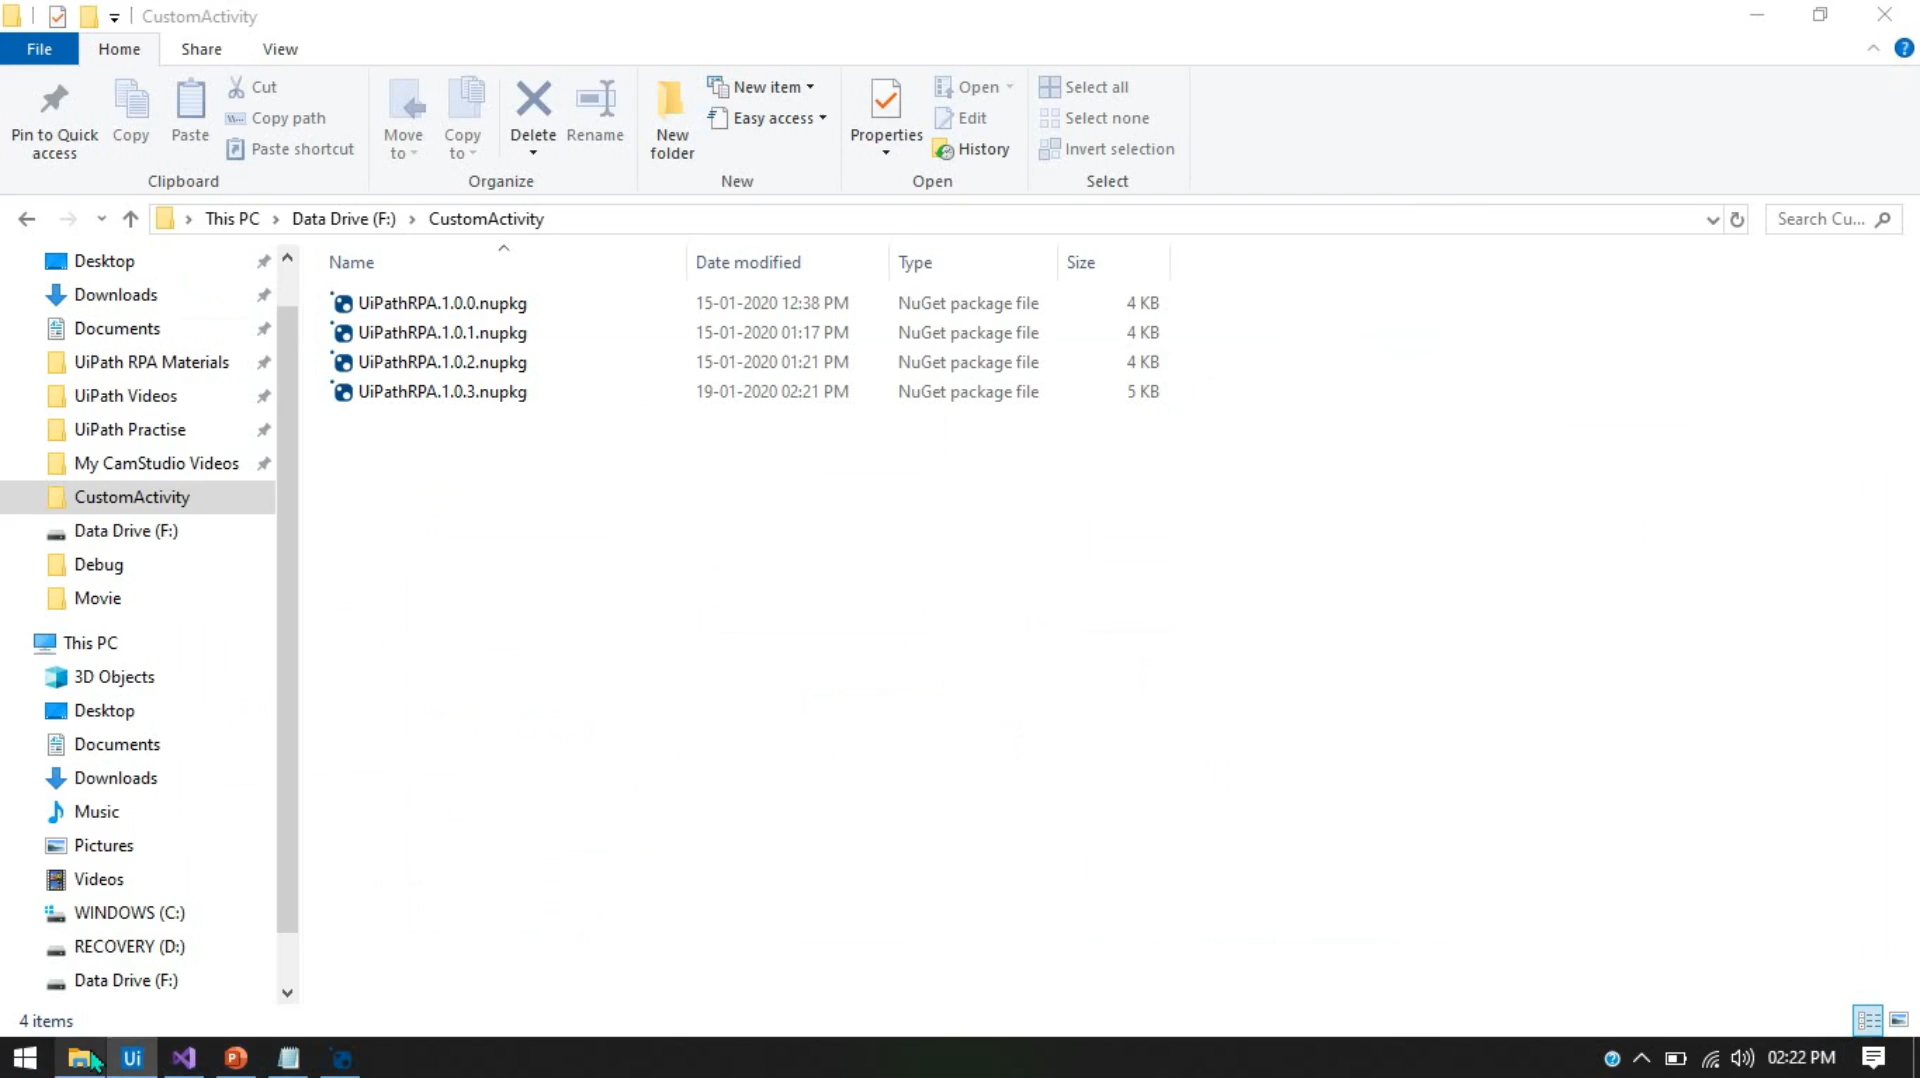 CustomActivity
File Home Share View
Pin to Quick access
Copy
Paste
Cut
Copy path
Paste shortcut
Clipboard
Move to
Copy to
Delete
Rename
Organize
New folder
New item
Easy access
New
Properties
Open
Edit
History
Open
Select all
Select none
Invert selection
Select
This PC > Data Drive (F:) > CustomActivity
Search Cu...
Name Date modified Type Size
UiPathRPA.1.0.0.nupkg 15-01-2020 12:38 PM NuGet package file 4 KB
UiPathRPA.1.0.1.nupkg 15-01-2020 01:17 PM NuGet package file 4 KB
UiPathRPA.1.0.2.nupkg 15-01-2020 01:21 PM NuGet package file 4 KB
UiPathRPA.1.0.3.nupkg 19-01-2020 02:21 PM NuGet package file 5 KB
Desktop
Downloads
Documents
UiPath RPA Materials
UiPath Videos
UiPath Practise
My CamStudio Videos
CustomActivity
Data Drive (F:)
Debug
Movie
This PC
3D Objects
Desktop
Documents
Downloads
Music
Pictures
Videos
WINDOWS (C:)
RECOVERY (D:)
Data Drive (F:)
4 items
Ui
02:22 PM